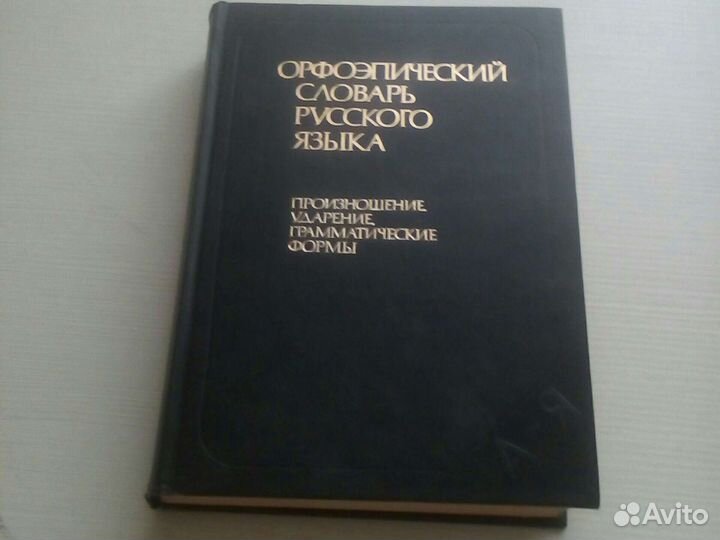 ОРФОЭПИЧЕСКИЙ
СЛОВАРЬ
РУССКОГО
ЯЗЫКА
ПРОИЗНОШЕНИЕ,
УДАРЕНИЕ,
ГРАММАТИЧЕСКИЕ
ФОРМЫ
А-Я
Avito